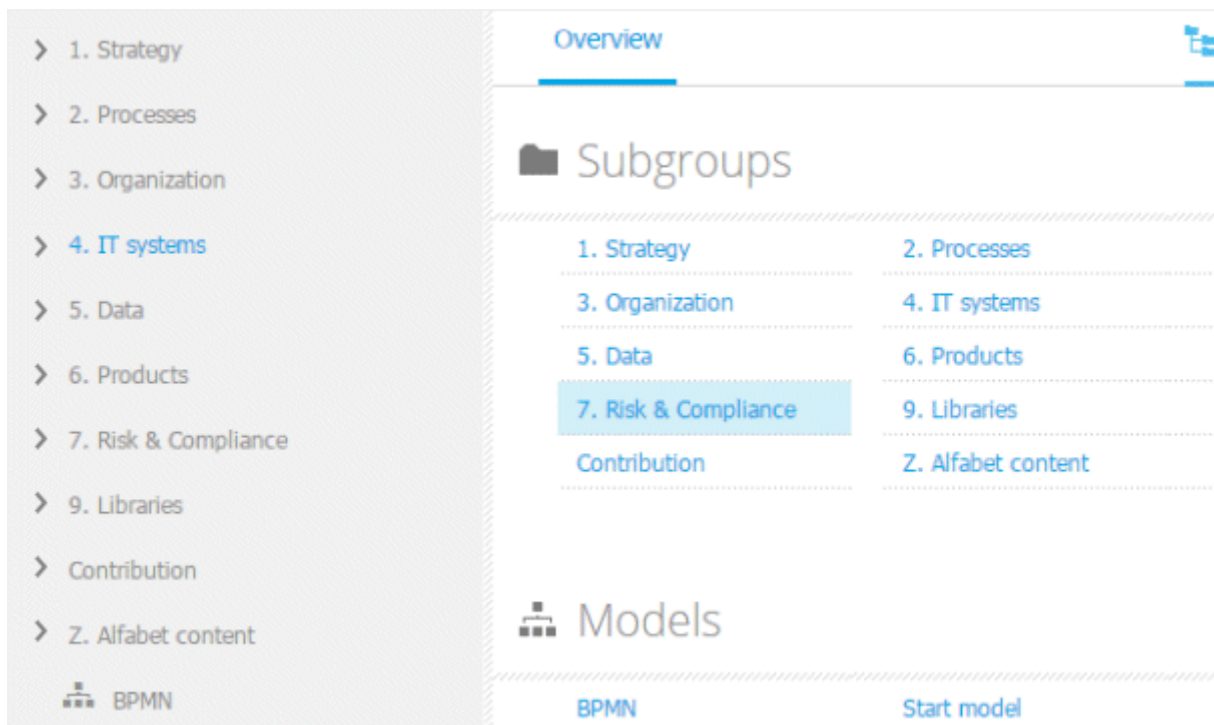 1. Strategy
2. Processes
3. Organization
4. IT systems
5. Data
6. Products
7. Risk & Compliance
9. Libraries
Contribution
Z. Alfabet content
BPMN
Overview
Subgroups
1. Strategy
2. Processes
3. Organization
4. IT systems
5. Data
6. Products
7. Risk & Compliance
9. Libraries
Contribution
Z. Alfabet content
Models
BPMN
Start model